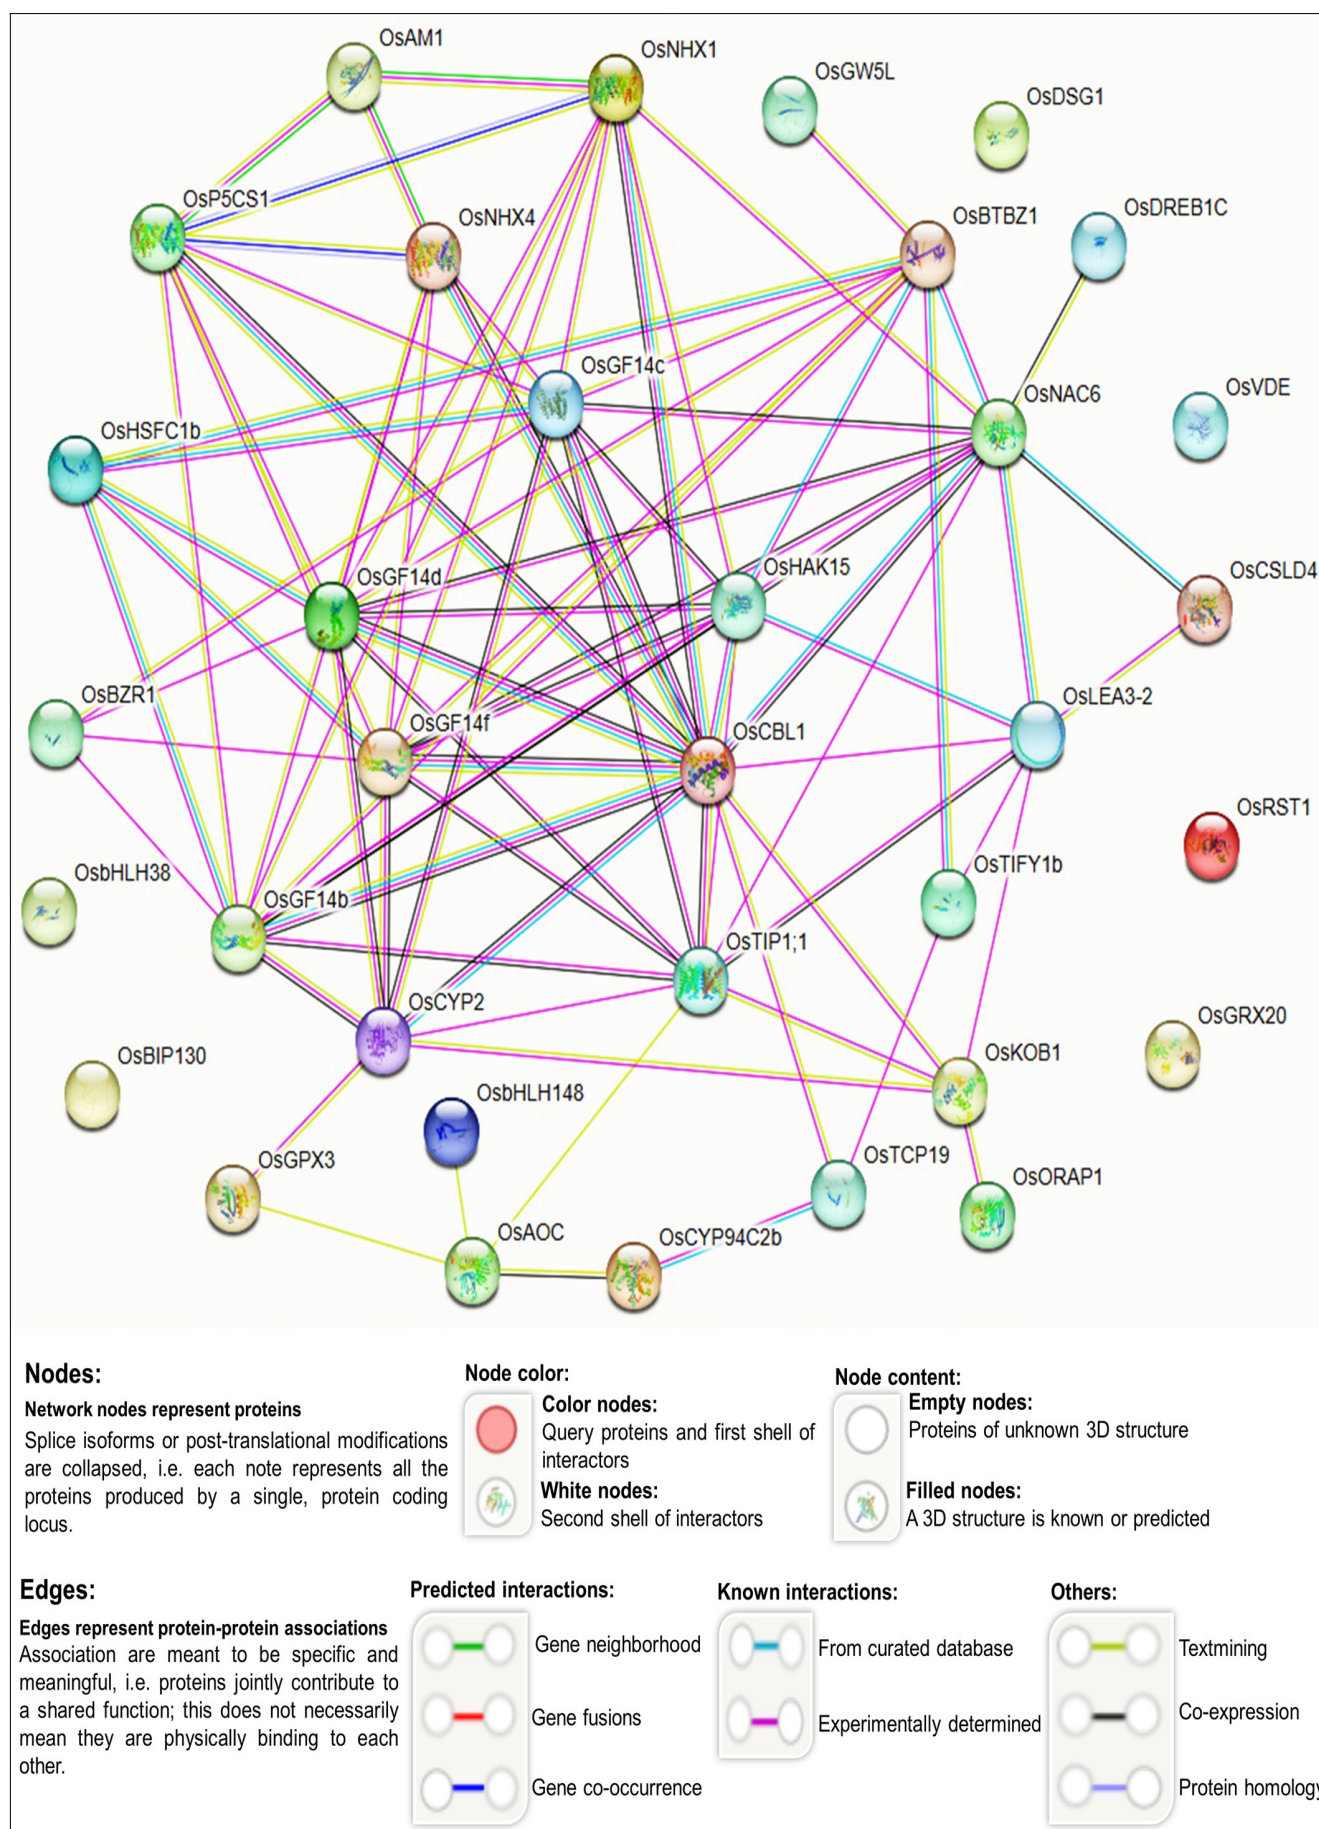 OsAM1
OsNHX1
OsGW5L
OsDSG1
OsP5CS1
OsNHX4
OsBTBZ1
OsDREB1C
OsGF14c
OsNAC6
OsVDE
OsHSFC1b
OsGF14d
OsHAK15
OsCSLD4
OsBZR1
OsGF14f
OsCBL1
OsLEA3-2
OsRST1
OsbHLH38
OsGF14b
OsTIFY1b
OsTIP1;1
OsCYP2
OsGRX20
OsBIP130
OsKOB1
OsbHLH148
OsGPX3
OsTCP19
OsORAP1
OsAOC
OsCYP94C2b
Nodes:
Network nodes represent proteins
Splice isoforms or post-translational modifications
are collapsed, i.e. each note represents all the
proteins produced by a single, protein coding
locus.
Node color:
Color nodes:
Query proteins and first shell of
interactors
White nodes:
Second shell of interactors
Node content:
Empty nodes:
Proteins of unknown 3D structure
Filled nodes:
A 3D structure is known or predicted
Edges:
Edges represent protein-protein associations
Association are meant to be specific and
meaningful, i.e. proteins jointly contribute to
a shared function; this does not necessarily
mean they are physically binding to each
other.
Predicted interactions:
Gene neighborhood
Gene fusions
Gene co-occurrence
Known interactions:
From curated database
Experimentally determined
Others:
Textmining
Co-expression
Protein homology